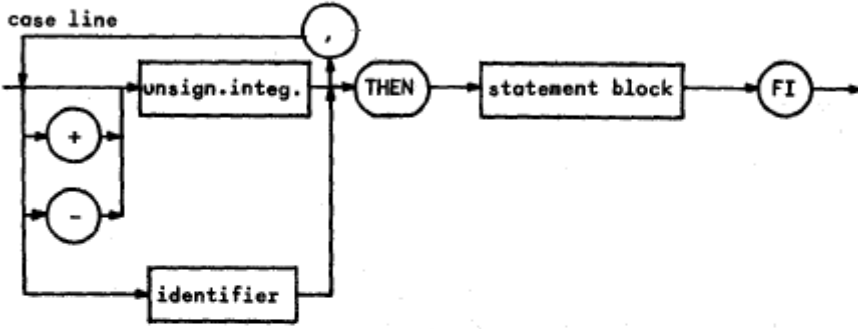 case line
,
unsign.integ. THEN statement block FI
+
-
identifier